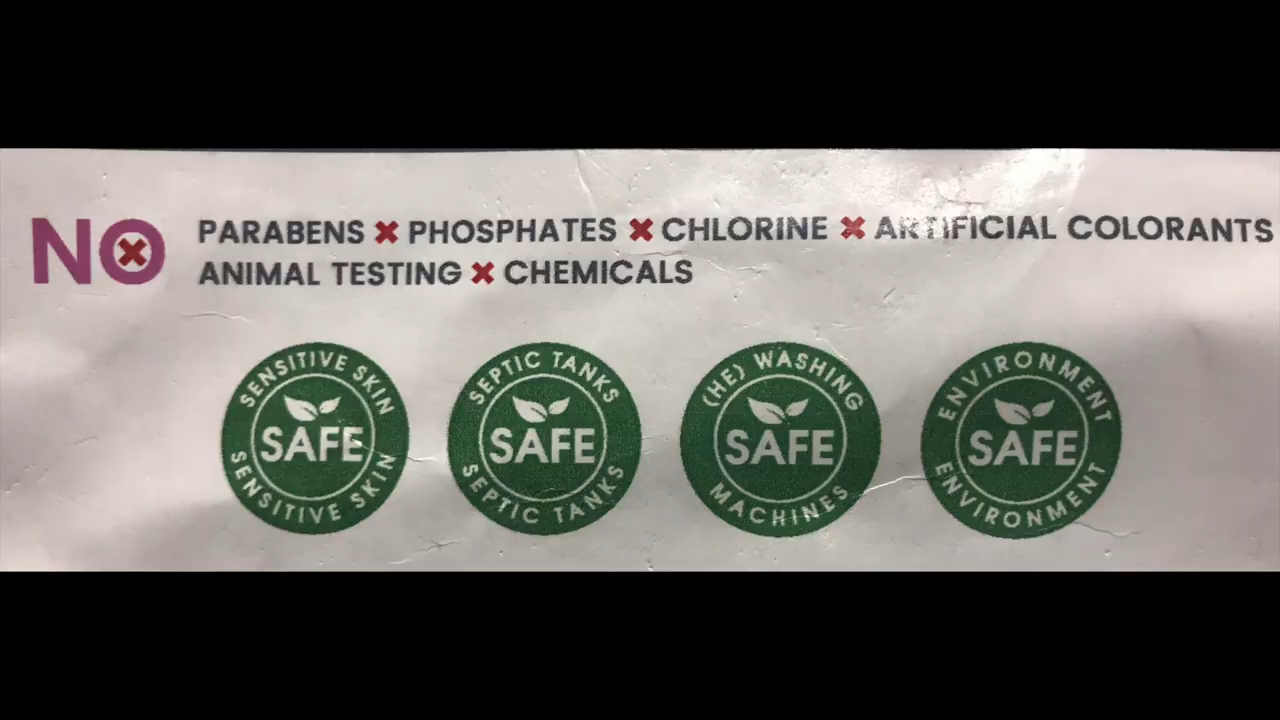 NO
PARABENS ✖ PHOSPHATES ✖ CHLORINE ✖ ARTIFICIAL COLORANTS
ANIMAL TESTING ✖ CHEMICALS
SENSITIVE SKIN
SAFE
SENSITIVE SKIN
SEPTIC TANKS
SAFE
SEPTIC TANKS
(HE) WASHING
SAFE
MACHINES
ENVIRONMENT
SAFE
ENVIRONMENT